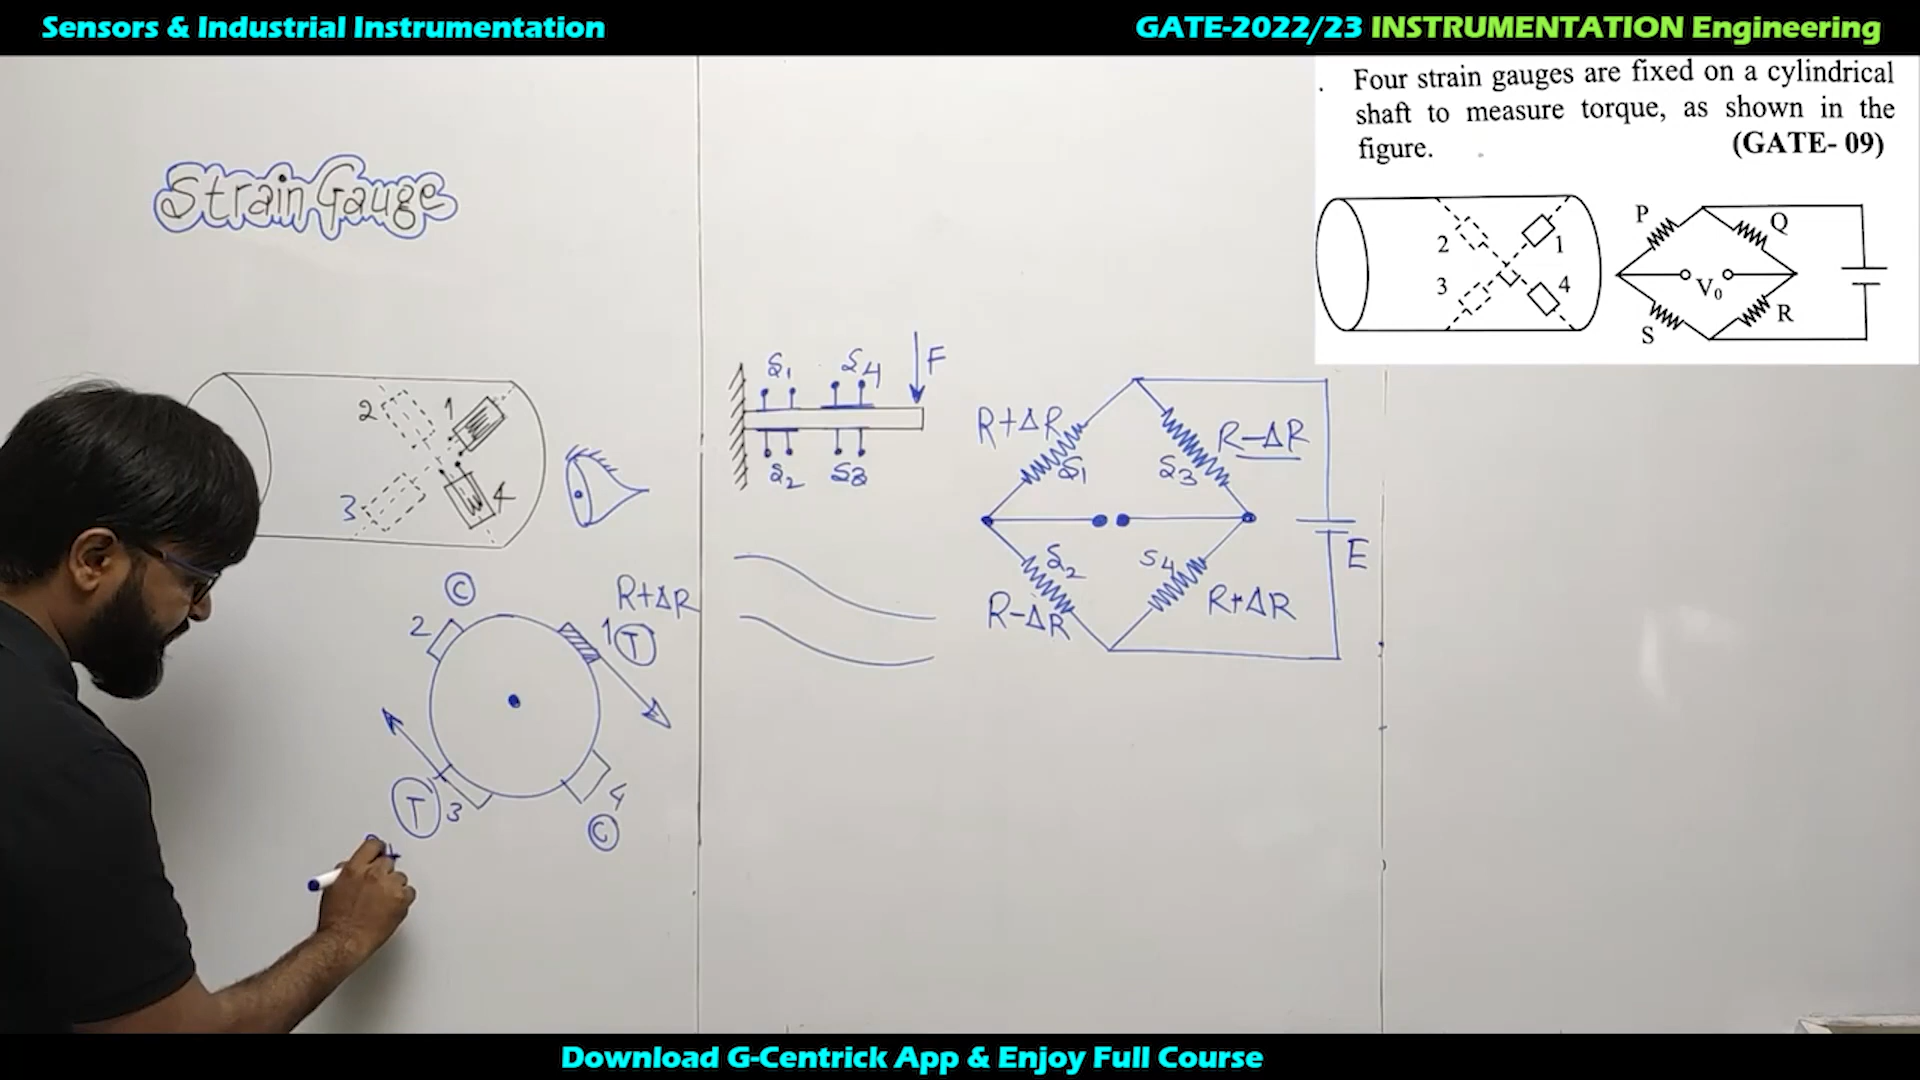 Sensors & Industrial Instrumentation
GATE-2022/23 INSTRUMENTATION Engineering
. Four strain gauges are fixed on a cylindrical
shaft to measure torque, as shown in the
figure. (GATE- 09)
P
Q
2
1
3
4
V0
S
R
Strain Gauge
2
1
3
4
S1
S4
F
S2
S3
R+ΔR
S1
S3
R-ΔR
S2
S4
R-ΔR
R+ΔR
E
C
2
1
T
R+ΔR
T
3
4
C
Download G-Centrick App & Enjoy Full Course